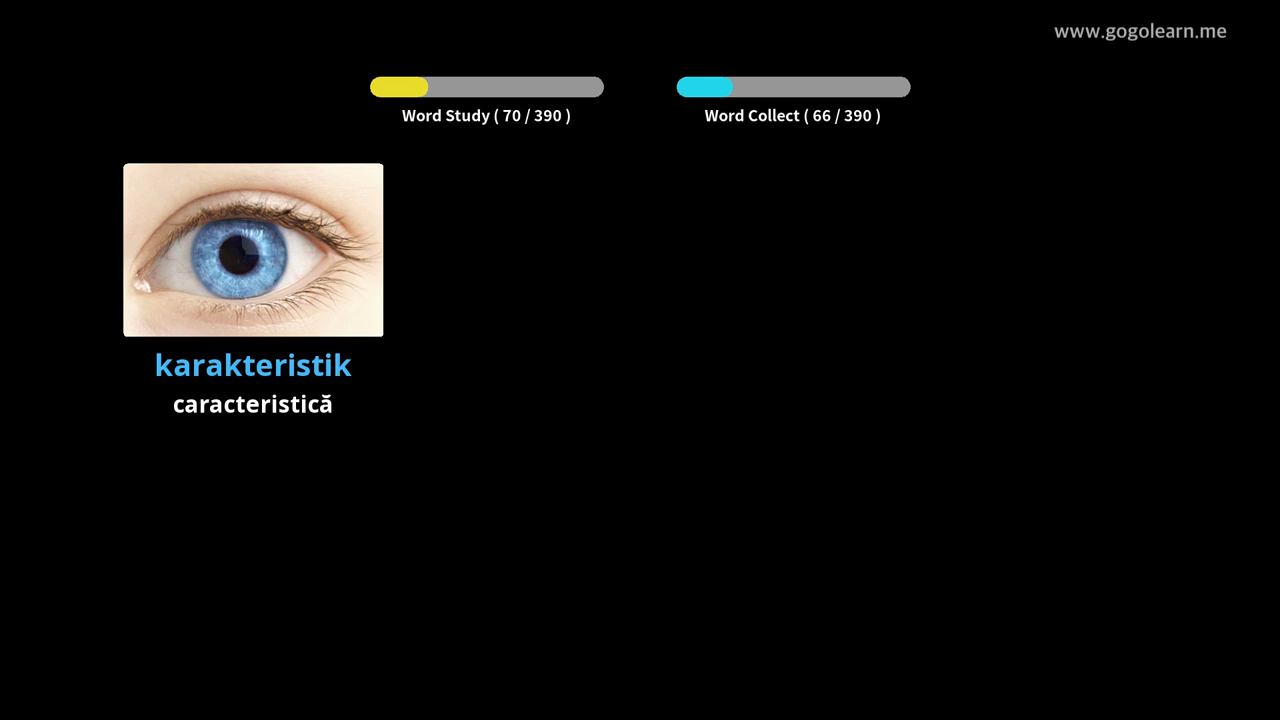 www.gogolearn.me
Word Study ( 70 / 390 )
Word Collect ( 66 / 390 )
karakteristik
caracteristică